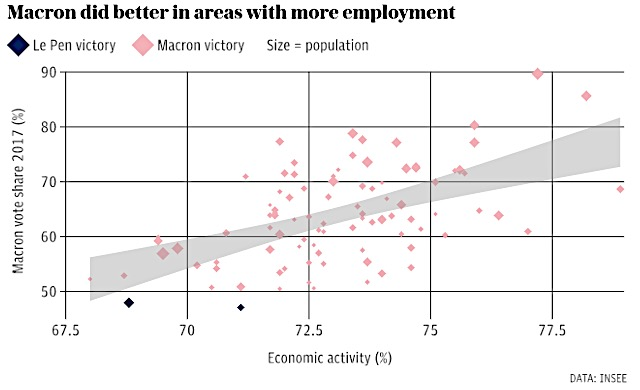 Macron did better in areas with more employment
Le Pen victory Macron victory Size = population
Macron vote share 2017 (%)
90
80
70
60
50
67.5 70 72.5 75 77.5
Economic activity (%)
DATA: INSEE